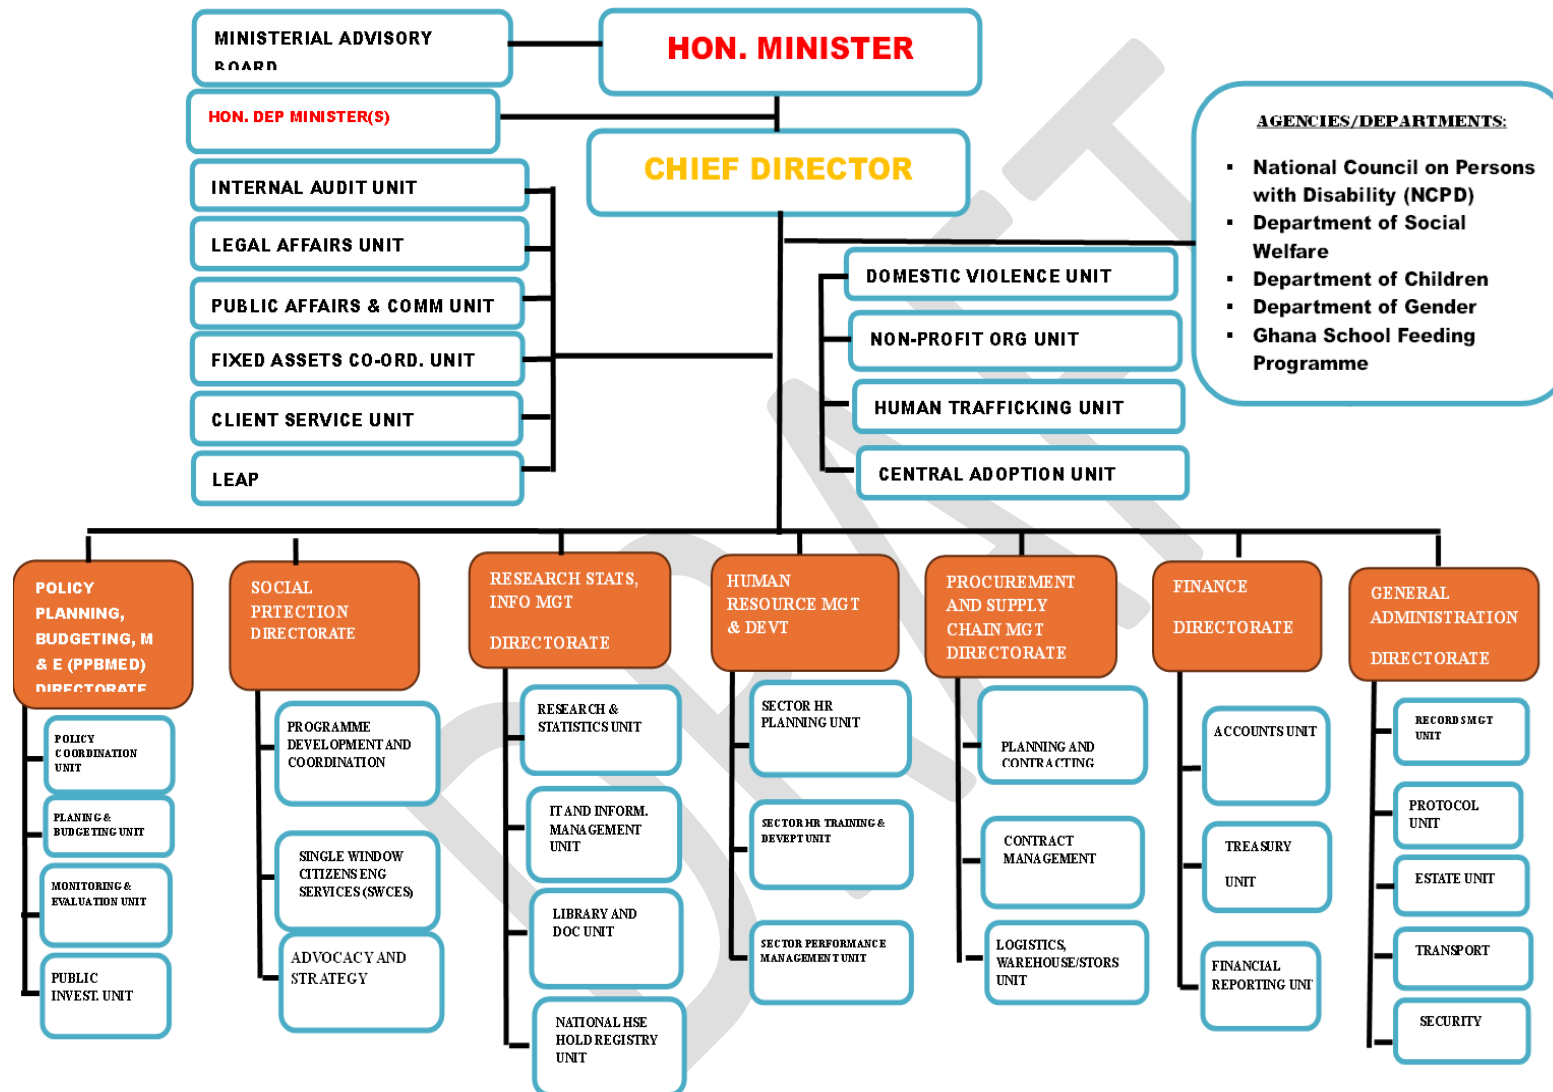 MINISTERIAL ADVISORY
BOARD
HON. MINISTER
HON. DEP MINISTER(S)
CHIEF DIRECTOR
AGENCIES/DEPARTMENTS:
▪ National Council on Persons
with Disability (NCPD)
▪ Department of Social
Welfare
▪ Department of Children
▪ Department of Gender
▪ Ghana School Feeding
Programme
INTERNAL AUDIT UNIT
LEGAL AFFAIRS UNIT
PUBLIC AFFAIRS & COMM UNIT
FIXED ASSETS CO-ORD. UNIT
CLIENT SERVICE UNIT
LEAP
DOMESTIC VIOLENCE UNIT
NON-PROFIT ORG UNIT
HUMAN TRAFFICKING UNIT
CENTRAL ADOPTION UNIT
POLICY
PLANNING,
BUDGETING, M
& E (PPBMED)
DIRECTORATE
POLICY
COORDINATION
UNIT
PLANING &
BUDGETING UNIT
MONITORING &
EVALUATION UNIT
PUBLIC
INVEST. UNIT
SOCIAL
PRTECTION
DIRECTORATE
PROGRAMME
DEVELOPMENT AND
COORDINATION
SINGLE WINDOW
CITIZENS ENG
SERVICES (SWCES)
ADVOCACY AND
STRATEGY
RESEARCH STATS,
INFO MGT
DIRECTORATE
RESEARCH &
STATISTICS UNIT
IT AND INFORM.
MANAGEMENT
UNIT
LIBRARY AND
DOC UNIT
NATIONAL HSE
HOLD REGISTRY
UNIT
HUMAN
RESOURCE MGT
& DEVT
SECTOR HR
PLANNING UNIT
SECTOR HR TRAINING &
DEVEPT UNIT
SECTOR PERFORMANCE
MANAGEMENT UNIT
PROCUREMENT
AND SUPPLY
CHAIN MGT
DIRECTORATE
PLANNING AND
CONTRACTING
CONTRACT
MANAGEMENT
LOGISTICS,
WAREHOUSE/STORS
UNIT
FINANCE
DIRECTORATE
ACCOUNTS UNIT
TREASURY
UNIT
FINANCIAL
REPORTING UNIT
GENERAL
ADMINISTRATION
DIRECTORATE
RECORDS MGT
UNIT
PROTOCOL
UNIT
ESTATE UNIT
TRANSPORT
SECURITY
DRAFT